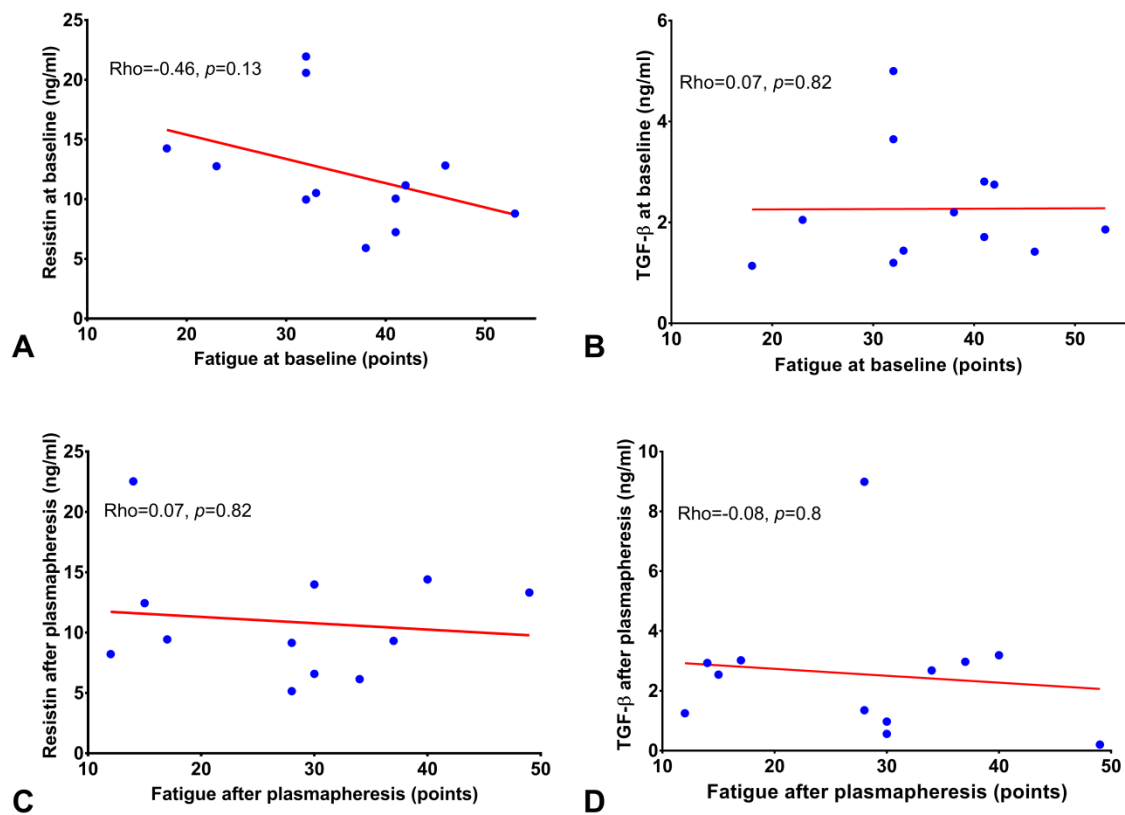 25
20
15
10
5
0
10
20
30
40
50
Resistin at baseline (ng/ml)
Rho=-0.46, p=0.13
Fatigue at baseline (points)
A
6
4
2
0
10
20
30
40
50
TGF-β at baseline (ng/ml)
Rho=0.07, p=0.82
Fatigue at baseline (points)
B
25
20
15
10
5
0
10
20
30
40
50
Resistin after plasmapheresis (ng/ml)
Rho=0.07, p=0.82
Fatigue after plasmapheresis (points)
C
10
8
6
4
2
0
10
20
30
40
50
TGF-β after plasmapheresis (ng/ml)
Rho=-0.08, p=0.8
Fatigue after plasmapheresis (points)
D